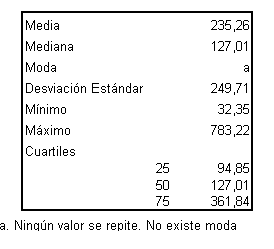 Media 235,26
Mediana 127,01
Moda a
Desviación Estándar 249,71
Mínimo 32,35
Máximo 783,22
Cuartiles
25 94,85
50 127,01
75 361,84
a. Ningún valor se repite. No existe moda